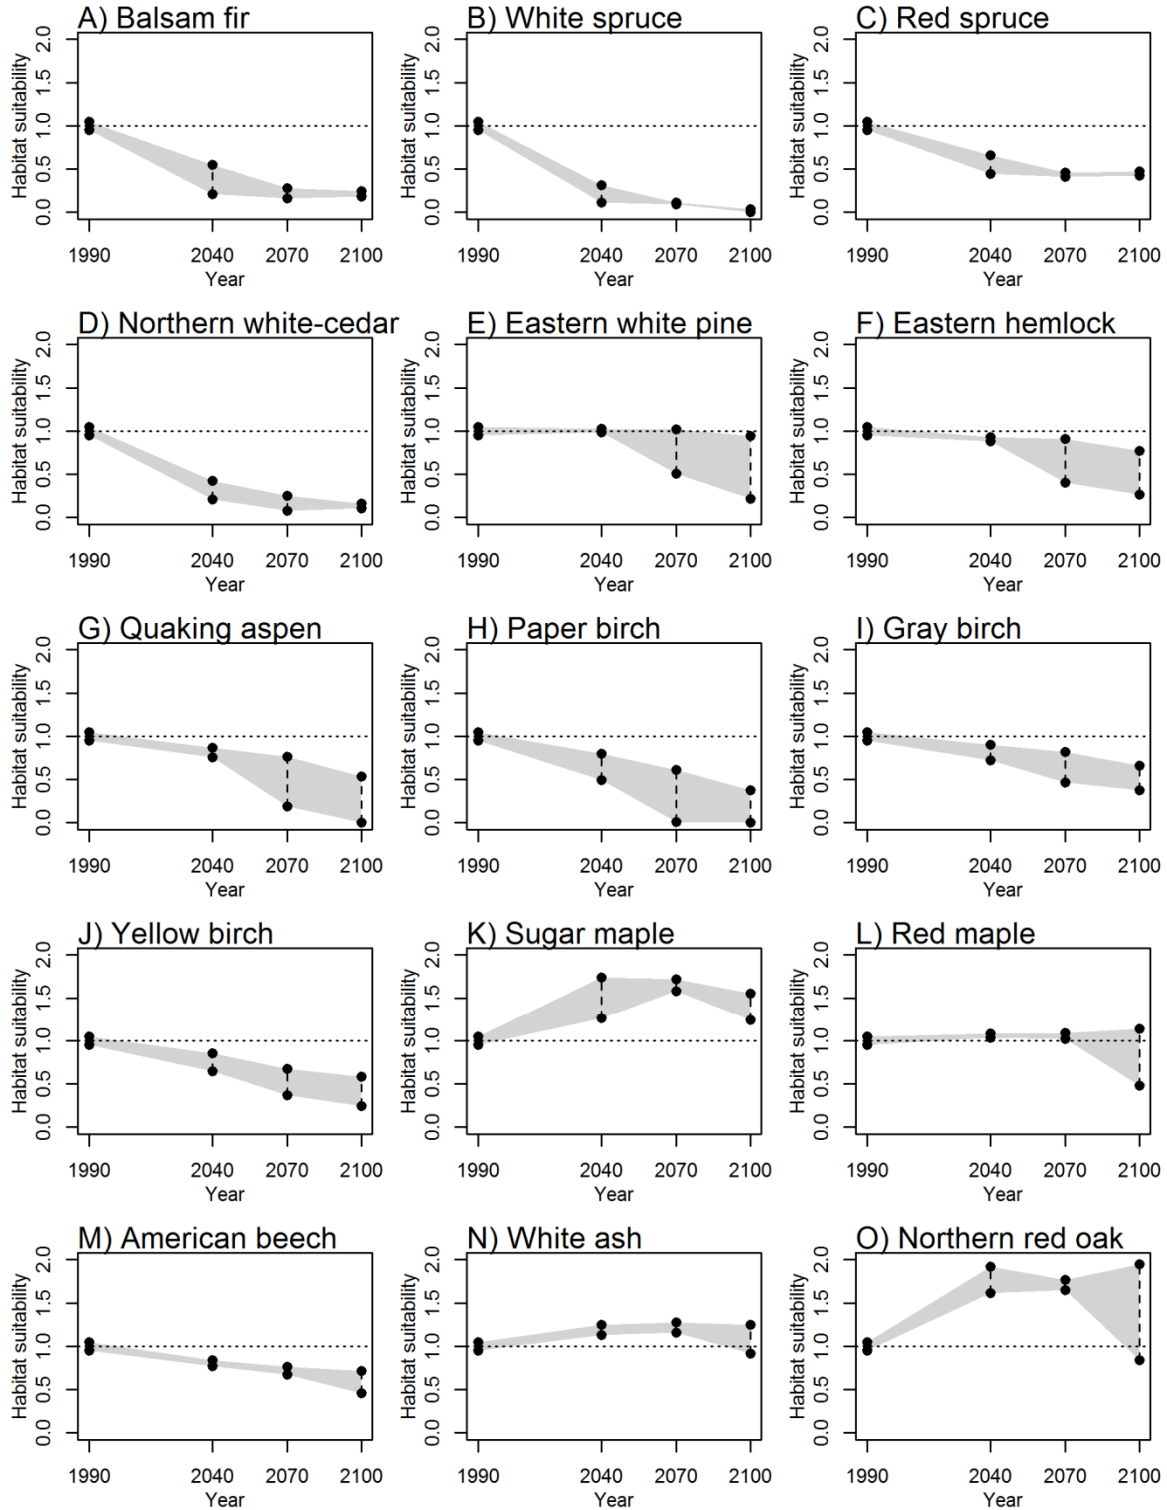 A) Balsam fir
B) White spruce
C) Red spruce
Habitat suitability
0.0 0.5 1.0 1.5 2.0
1990 2040 2070 2100
Year
Habitat suitability
0.0 0.5 1.0 1.5 2.0
1990 2040 2070 2100
Year
Habitat suitability
0.0 0.5 1.0 1.5 2.0
1990 2040 2070 2100
Year
D) Northern white-cedar
E) Eastern white pine
F) Eastern hemlock
Habitat suitability
0.0 0.5 1.0 1.5 2.0
1990 2040 2070 2100
Year
Habitat suitability
0.0 0.5 1.0 1.5 2.0
1990 2040 2070 2100
Year
Habitat suitability
0.0 0.5 1.0 1.5 2.0
1990 2040 2070 2100
Year
G) Quaking aspen
H) Paper birch
I) Gray birch
Habitat suitability
0.0 0.5 1.0 1.5 2.0
1990 2040 2070 2100
Year
Habitat suitability
0.0 0.5 1.0 1.5 2.0
1990 2040 2070 2100
Year
Habitat suitability
0.0 0.5 1.0 1.5 2.0
1990 2040 2070 2100
Year
J) Yellow birch
K) Sugar maple
L) Red maple
Habitat suitability
0.0 0.5 1.0 1.5 2.0
1990 2040 2070 2100
Year
Habitat suitability
0.0 0.5 1.0 1.5 2.0
1990 2040 2070 2100
Year
Habitat suitability
0.0 0.5 1.0 1.5 2.0
1990 2040 2070 2100
Year
M) American beech
N) White ash
O) Northern red oak
Habitat suitability
0.0 0.5 1.0 1.5 2.0
1990 2040 2070 2100
Year
Habitat suitability
0.0 0.5 1.0 1.5 2.0
1990 2040 2070 2100
Year
Habitat suitability
0.0 0.5 1.0 1.5 2.0
1990 2040 2070 2100
Year